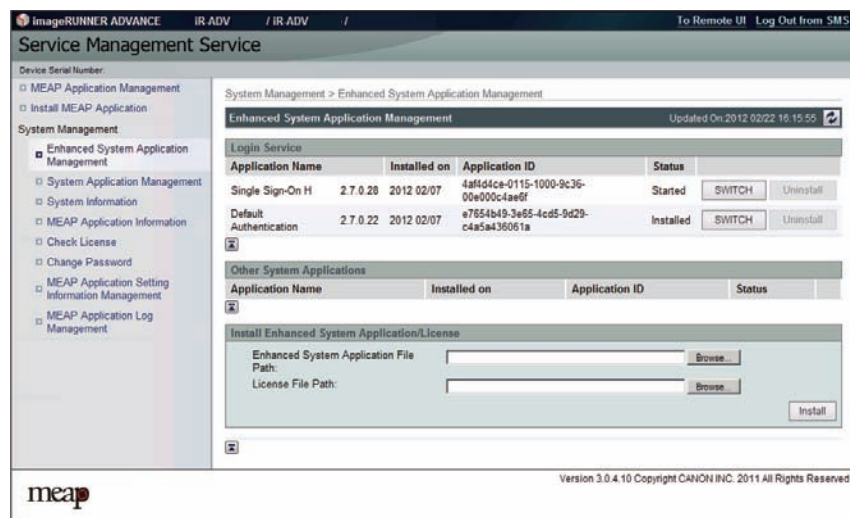 imageRUNNER ADVANCE IR ADV / IR ADV /
To Remote UI Log Out from SMS
Service Management Service
Device Serial Number:
MEAP Application Management
Install MEAP Application
System Management
Enhanced System Application
Management
System Application Management
System Information
MEAP Application Information
Check License
Change Password
MEAP Application Setting
Information Management
MEAP Application Log
Management
System Management > Enhanced System Application Management
Enhanced System Application Management Updated On:2012 02/22 16:15:55
Login Service
Application Name Installed on Application ID Status
Single Sign-On H 2.7.0.28 2012 02/07 4af4d4ce-0115-1000-9c36-
00e000c4ae6f Started SWITCH Uninstall
Default
Authentication 2.7.0.22 2012 02/07 e7654b49-3e65-4cd5-9d29-
c4a5a436061a Installed SWITCH Uninstall
Other System Applications
Application Name Installed on Application ID Status
Install Enhanced System Application/License
Enhanced System Application File
Path: Browse...
License File Path: Browse...
Install
Version 3.0.4.10 Copyright CANON INC. 2011 All Rights Reserved
meap